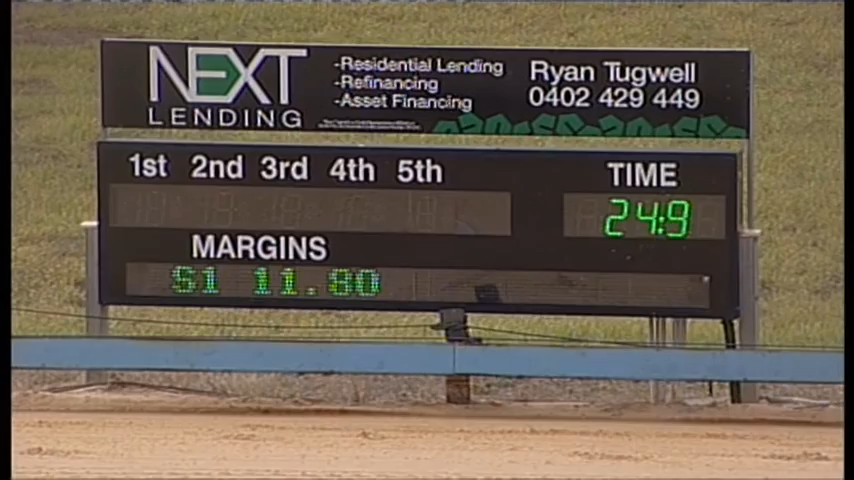 NEXT
LENDING
-Residential Lending
-Refinancing
-Asset Financing
Ryan Tugwell
0402 429 449
1st 2nd 3rd 4th 5th
TIME
24:9
MARGINS
S1 11.80